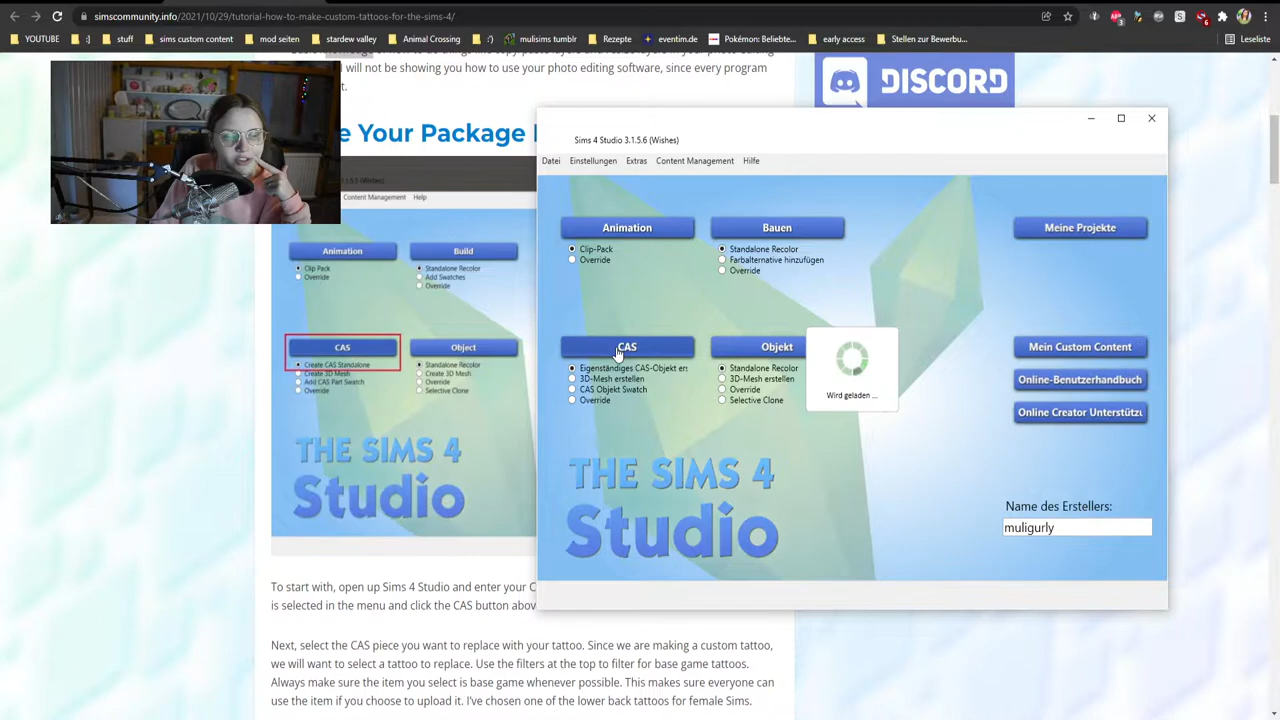 simscommunity.info/2021/10/29/tutorial-how-to-make-custom-tattoos-for-the-sims-4/
YOUTUBE
:)
stuff
sims custom content
mod seiten
stardew valley
Animal Crossing
:')
mulisims tumblr
Rezepte
eventim.de
Pokémon: Beliebte...
early access
Stellen zur Bewerbu...
Leseliste
will not be showing you how to use your photo editing software, since every program
DISCORD
e Your Package
Content Management Help
Animation
Clip Pack
Override
Build
Standalone Recolor
Add Swatches
Override
CAS
Create CAS Standalone
Create 3D Mesh
Add CAS Part Swatch
Override
Object
Standalone Recolor
Create 3D Mesh
Override
Selective Clone
THE SIMS 4
Studio
Sims 4 Studio 3.1.5.6 (Wishes)
Datei Einstellungen Extras Content Management Hilfe
Animation
Clip-Pack
Override
Bauen
Standalone Recolor
Farbalternative hinzufügen
Override
Meine Projekte
CAS
Eigenständiges CAS-Objekt ers
3D-Mesh erstellen
CAS Objekt Swatch
Override
Objekt
Standalone Recolor
3D-Mesh erstellen
Override
Selective Clone
Wird geladen ...
Mein Custom Content
Online-Benutzerhandbuch
Online Creator Unterstützu
THE SIMS 4
Studio
Name des Erstellers:
muligurly
To start with, open up Sims 4 Studio and enter your C
is selected in the menu and click the CAS button abov
Next, select the CAS piece you want to replace with your tattoo. Since we are making a custom tattoo,
we will want to select a tattoo to replace. Use the filters at the top to filter for base game tattoos.
Always make sure the item you select is base game whenever possible. This makes sure everyone can
use the item if you choose to upload it. I've chosen one of the lower back tattoos for female Sims.